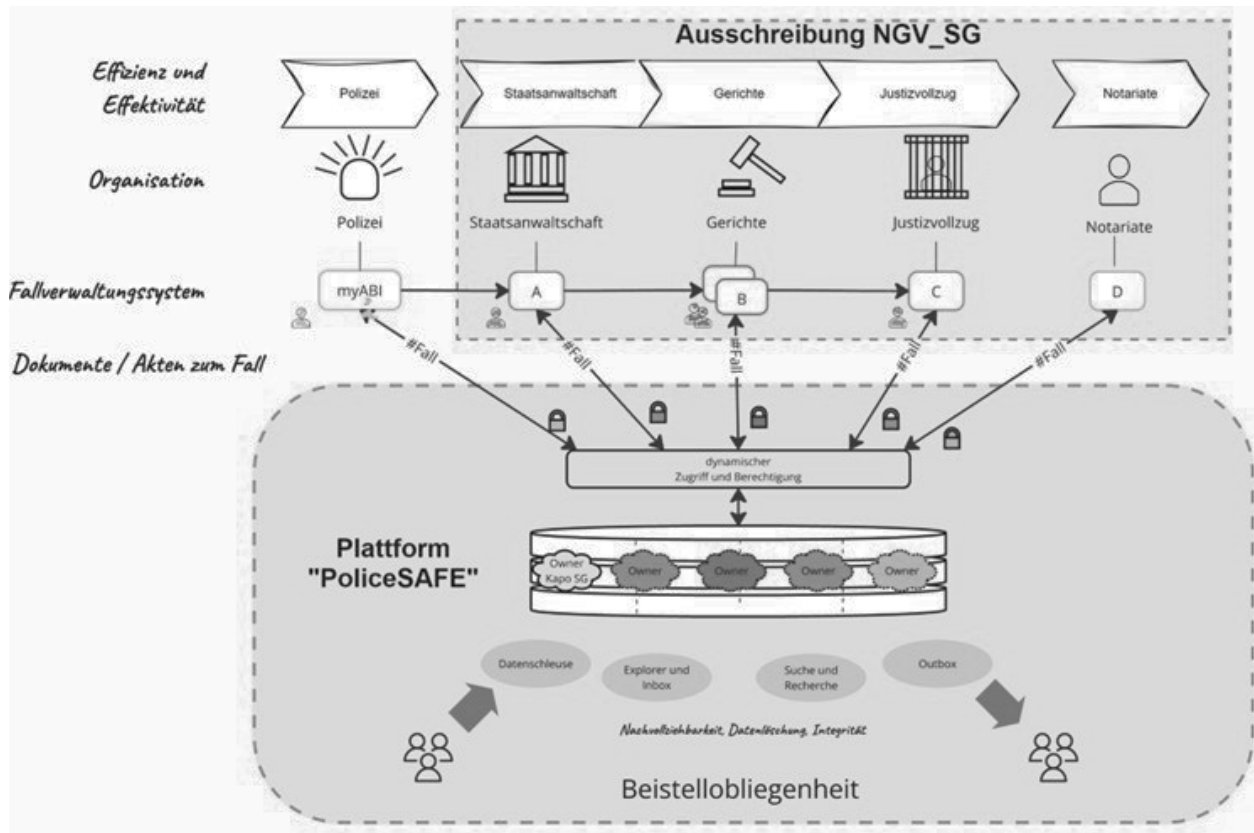 Ausschreibung NGV_SG
Effizienz und
Effektivität
Polizei
Staatsanwaltschaft
Gerichte
Justizvollzug
Notariate
Organisation
Polizei
Staatsanwaltschaft
Gerichte
Justizvollzug
Notariate
Fallverwaltungssystem
myABI
A
B
C
D
Dokumente / Akten zum Fall
#Fall
#Fall
#Fall
#Fall
#Fall
dynamischer
Zugriff und Berechtigung
Plattform
"PoliceSAFE"
Owner
Kapo SG
Owner
Owner
Owner
Owner
Datenschleuse
Explorer und
Inbox
Suche und
Recherche
Outbox
Nachvollziehbarkeit, Datenlöschung, Integrität
Beistellobliegenheit